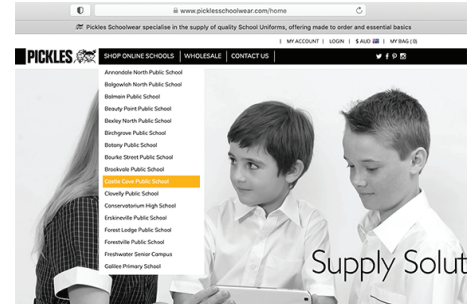 www.picklesschoolwear.com/home
Pickles Schoolwear specialise in the supply of quality School Uniforms, offering made to order and essential basics
| MY ACCOUNT | LOGIN | $ AUD | MY BAG (0)
PICKLES SHOP ONLINE SCHOOLS | WHOLESALE | CONTACT US |
Annandale North Public School
Balgowlah North Public School
Balmain Public School
Beauty Point Public School
Bexley North Public School
Birchgrove Public School
Botany Public School
Bourke Street Public School
Brookvale Public School
Castle Cove Public School
Clovelly Public School
Conservatorium High School
Erskineville Public School
Forest Lodge Public School
Forestville Public School
Freshwater Senior Campus
Galilee Primary School
Supply Solut